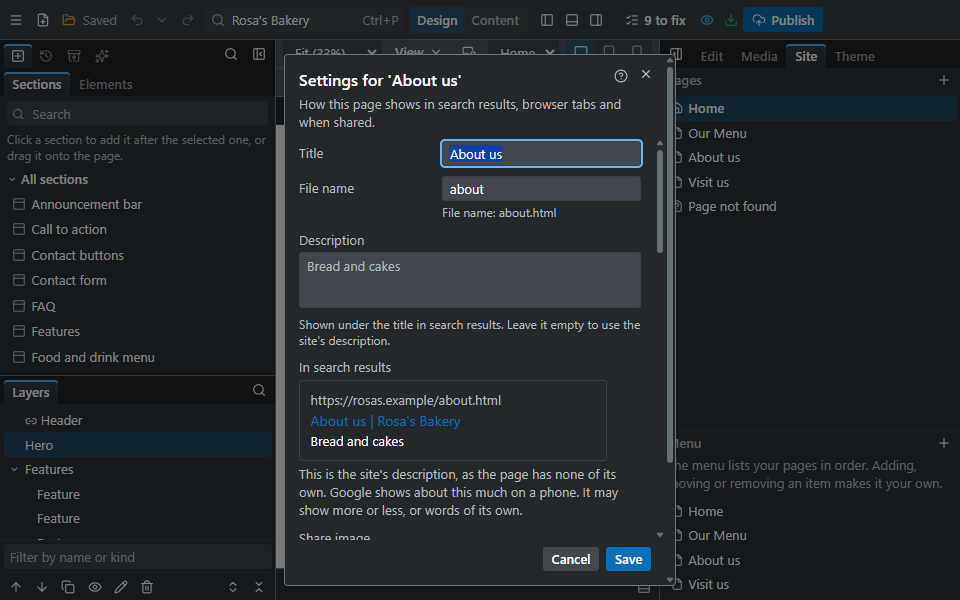 Saved
Rosa's Bakery
Ctrl+P
Design
Content
9 to fix
Publish
Fit (33%)
View
Home
Edit
Media
Site
Theme
Sections
Elements
Search
Click a section to add it after the selected one, or
drag it onto the page.
All sections
Announcement bar
Call to action
Contact buttons
Contact form
FAQ
Features
Food and drink menu
Layers
Header
Hero
Features
Feature
Feature
Filter by name or kind
Settings for 'About us'
How this page shows in search results, browser tabs and
when shared.
Title
About us
File name
about
File name: about.html
Description
Bread and cakes
Shown under the title in search results. Leave it empty to use the
site's description.
In search results
https://rosas.example/about.html
About us | Rosa's Bakery
Bread and cakes
This is the site's description, as the page has none of its
own. Google shows about this much on a phone. It may
show more or less, or words of its own.
Share image
Cancel
Save
ages
Home
Our Menu
About us
Visit us
Page not found
enu
he menu lists your pages in order. Adding,
oving or removing an item makes it your own.
Home
Our Menu
About us
Visit us